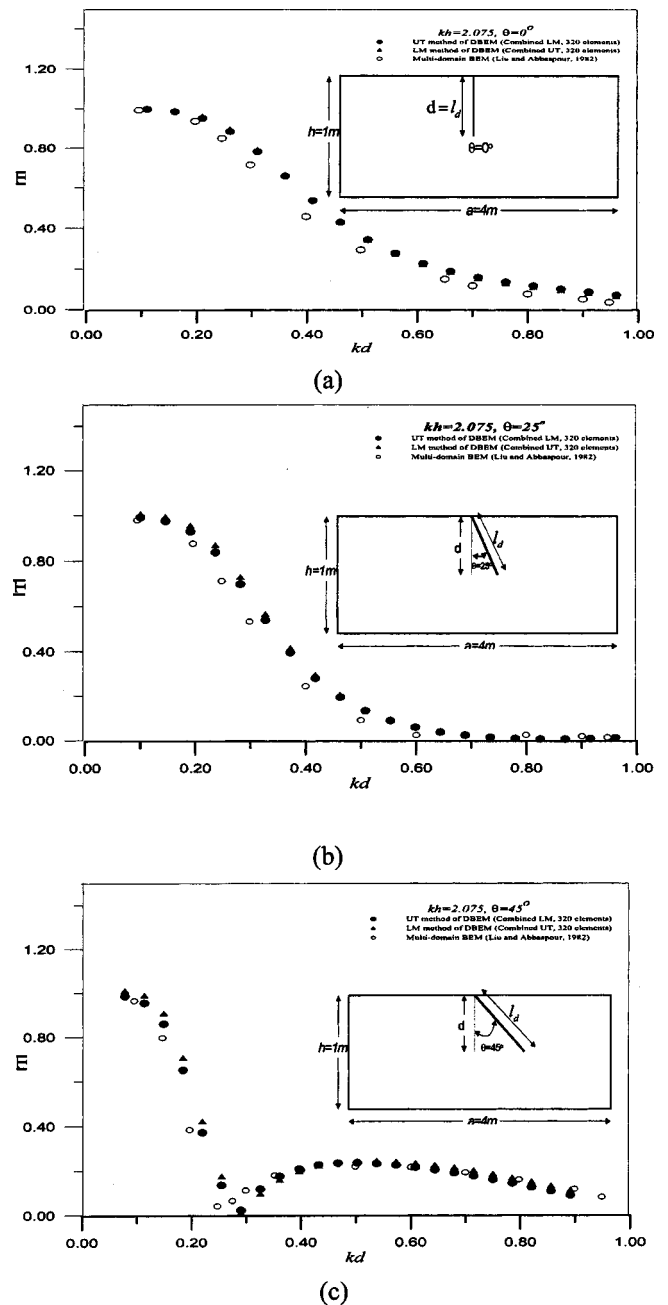 kh=2.075, θ=0°
UT method of DBEM (Combined LM, 320 elements)
LM method of DBEM (Combined UT, 320 elements)
Multi-domain BEM (Liu and Abbaspour, 1982)
1.20
0.80
0.40
0.00
|T|
h=1m
d = l_d
θ=0°
a=4m
0.00 0.20 0.40 0.60 0.80 1.00
kd
(a)
kh=2.075, θ=25°
UT method of DBEM (Combined LM, 320 elements)
LM method of DBEM (Combined UT, 320 elements)
Multi-domain BEM (Liu and Abbaspour, 1982)
1.20
0.80
0.40
0.00
|T|
h=1m
d
l_d
θ=25°
a=4m
0.00 0.20 0.40 0.60 0.80 1.00
kd
(b)
kh=2.075, θ=45°
UT method of DBEM (Combined LM, 320 elements)
LM method of DBEM (Combined UT, 320 elements)
Multi-domain BEM (Liu and Abbaspour, 1982)
1.20
0.80
0.40
0.00
|T|
h=1m
d
l_d
θ=45°
a=4m
0.00 0.20 0.40 0.60 0.80 1.00
kd
(c)